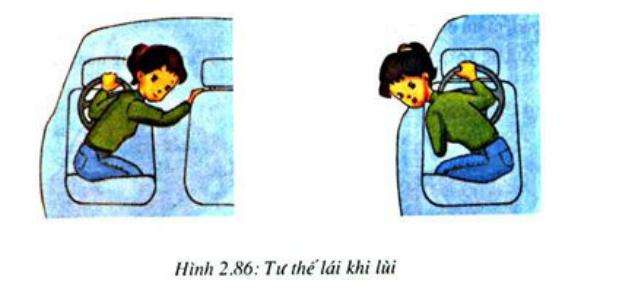 Hình 2.86: Tư thế lái khi lùi